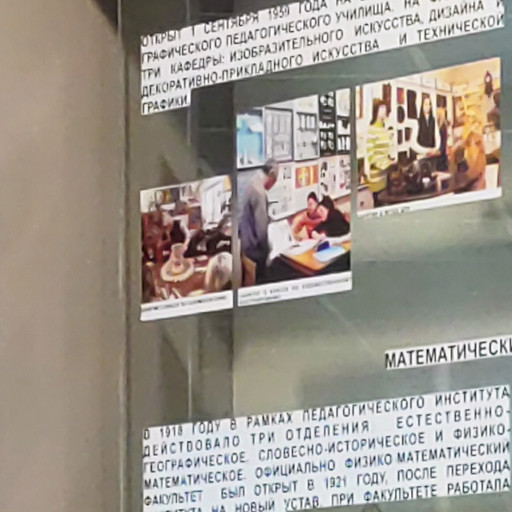 ОТКРЫТ 1 СЕНТЯБРЯ 1959 ГОДА НА
ГРАФИЧЕСКОГО ПЕДАГОГИЧЕСКОГО УЧИЛИЩА. НА
ТРИ КАФЕДРЫ: ИЗОБРАЗИТЕЛЬНОГО ИСКУССТВА, ДИЗАЙНА
ДЕКОРАТИВНО-ПРИКЛАДНОГО ИСКУССТВА И ТЕХНИЧЕСКОЙ
ГРАФИКИ.
МАТЕМАТИЧЕСКИ
В 1918 ГОДУ В РАМКАХ ПЕДАГОГИЧЕСКОГО ИНСТИТУТА
ДЕЙСТВОВАЛО ТРИ ОТДЕЛЕНИЯ: ЕСТЕСТВЕННО-
ГЕОГРАФИЧЕСКОЕ, СЛОВЕСНО-ИСТОРИЧЕСКОЕ И ФИЗИКО-
МАТЕМАТИЧЕСКОЕ. ОФИЦИАЛЬНО ФИЗИКО МАТЕМАТИЧЕСКИЙ
ФАКУЛЬТЕТ БЫЛ ОТКРЫТ В 1921 ГОДУ, ПОСЛЕ ПЕРЕХОДА
НА НОВЫЙ УСТАВ. ПРИ ФАКУЛЬТЕТЕ РАБОТАЛА